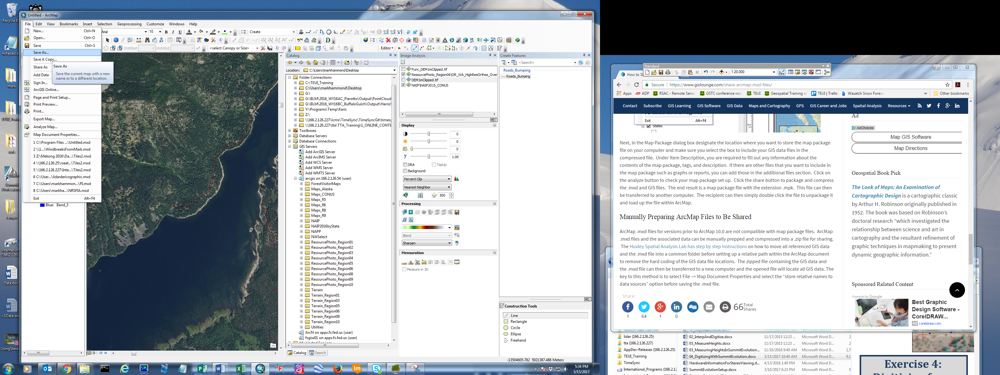 Recycle Bi
notepad.e
mark
TEUI_Traini
usfs
Summit
Profession
tempo
Internation
(166.2.126..
Data.doc
~$Data.do
UsingStere
Untitled - ArcMap
File Edit View Bookmarks Insert Selection Geoprocessing Customize Windows Help
New... Ctrl+N
Open... Ctrl+O
Save Ctrl+S
Save As...
Save A Copy...
Share As
Add Data
Sign In...
ArcGIS Online...
Page and Print Setup...
Print Preview...
Print...
Export Map...
Analyze Map...
Map Document Properties...
1 C:\Program Files ...\Untitled.mxd
2 \\1...\WindbreaksFromMark.mxd
3 Z:\Mekong 2016\Da...\Tiles2.mxd
4 \\166.2.126.25\rseat...\Tiles2.mxd
5 \\166.2.126.227\Inte...\Tiles2.mxd
6 C:\User...\lidarderivsgraphic.mxd
7 C:\Users\markhammon...\PI.mxd
8 C:\Users\markha...\NRSFIA.mxd
Exit Alt+F4
Save As
Save the current map with a new
name or to a different location.
Blue: Band_3
Arial 10 B I U A Create
Untitled Untitled <select Canopy or Size> Editor
Catalog
Location: C:\Users\markhammond\Desktop
Folder Connections
C:\TEUI_Training
C:\Users\markhammond\Desktop
G:\
G:\BLM\2016_WY16AC_Pierotto\Output\PointCloud
G:\BLM\2016_WY16BC_BuffaloGulch\Output\HarrisS
Y:\Programs\Temp\Karis
Z:\
\\166.2.126.227\lcms\TimeSync\TimeSyncGit\timesy
\\166.2.126.227\tta\TTA_Training\1_ONLINE_CONTE
Toolboxes
Database Servers
Database Connections
GIS Servers
Add ArcGIS Server
Add ArcIMS Server
Add WCS Server
Add WMS Server
Add WMTS Server
arcgis on 166.2.126.54 (user)
ForestVisitorMaps
Maps_Alaska
Maps_CONUS
Maps_R5
Maps_R6
Maps_R8
Maps_R9
NAIP
NAIP2016byState
NAPP
NWSelect
ResourcePhoto_Region01
ResourcePhoto_Region02
ResourcePhoto_Region03
ResourcePhoto_Region04
ResourcePhoto_Region05
ResourcePhoto_Region06
ResourcePhoto_Region08
ResourcePhoto_Region09
ResourcePhoto_Region10
Terrain
Terrain_Region01
Terrain_Region03
Terrain_Region05
Terrain_Region06
Terrain_Region09
Terrain_Region10
Utilities
ArcN on apps.fs.fed.us (user)
fsgisx01 on apps.fs.fed.us (user)
Catalog Search
Image Analysis
Func_DEM1mClipped.tif
ResourcePhoto_Region06\OR_WA_HighResOrthos_Over
DEM1mClipped.tif
NAIP\NAIP2015_CONUS
Display
0
0
0
1.00
DRA TopUp
Background
Percent Clip
Nearest Neighbor
500
Processing
Blend
Sharpen
Mensuration
Measure in 3D
Create Features
<Search>
Roads_Bumping
Roads_Bumping
Construction Tools
Line
Rectangle
Circle
Ellipse
Freehand
-13504605.782 5921387.486 Meters
5:34 PM
3/15/2017
Standard
1:20,000
How to S
Secure https://www.gislounge.com/share-arcmap-mxd-files/
Apps ADP RSAC - Remote Sensi GSTC conference roo TEUI Geospatial Training a TEUI | Trello Wasatch Snow Foreca » Other bookmarks
Contact Subscribe GIS Learning GIS Software GIS Data Maps and Cartography GPS GIS Career and Jobs Spatial Analysis Resources
Exit Alt+F4
States
Next, in the Map Package dialog box designate the location where you want to store the map package
file on your computer and make sure you select the box to include your GIS data files in the
compressed file. Under Item Description, you are required to fill out any information about the
contents of the map package, tags, and description. If there are other files that you want to include in
the map package such as graphs or reports, you can add those in the additional files section. Click on
the analyze button to check your map package set up. Click the share button to package and compress
the .mxd and GIS files. The end result is a map package file with the extension .mpk. This file can then
be transferred to another computer. The recipient can then simply double click the file to unpackage it
and load up the file within ArcMap.
Manually Preparing ArcMap Files to Be Shared
ArcMap .mxd files for versions prior to ArcMap 10.0 are not compatible with map package files. ArcMap
.mxd files and the associated data can be manually prepped and compressed into a .zip file for sharing.
The Huxley Spatial Analysis Lab has step by step instructions on how to move all referenced GIS data
and the .mxd file into a common folder before setting up a relative path within the ArcMap document
to remove the hard coding of the GIS data file locations. The zipped file containing the GIS data and
the .mxd file can then be transferred to a new computer and the opened file will locate all GIS data. The
key to this method is to select File –> Map Document Properties and select the “store relative names to
data sources” option before saving the .mxd file.
Share:
1 64 1 0 66 Total Shares
Ad
AdChoices
Map GIS Software
Map Directions
Geospatial Book Pick
The Look of Maps: An Examination of
Cartographic Design is a cartographic classic
by Arthur H. Robinson originally published in
1952. The book was based on Robinson’s
doctoral research “which investigated the
relationship between science and art in
cartography and the resultant refinement of
graphic techniques in mapmaking to present
dynamic geographic information.”
Sponsored Related Content
Powered by Google
Best Graphic
Design Software -
CorelDRAW...
Ad coreldraw.com
lidar (166.2.126.25)
tta (166.2.126.227)
AppDev-Releases (166.2.126.25)
TEUI_Training
TimeSync
International_Programs (166.2.12
02_InterpAndDigitize.docx 11/17/2015 12:23 ... Microsoft Word D... 2
03_MeasureHeights.docx 11/17/2015 12:23 ... Microsoft Word D... 2
03_MeasuringHeightsInSummitEvolution... 11/10/2016 9:49 AM Microsoft Word D... 2,7
04_DigitizingWithSummitEvolution.docx 3/15/2017 10:49 AM Microsoft Word D... 9,1
HardwareInformationForStereoViewing.d... 4/13/2016 1:49 PM Microsoft Word D...
SummitEvolutionSetup.docx 3/10/2017 6:23 PM Microsoft Word D... 5
Exercise 4: